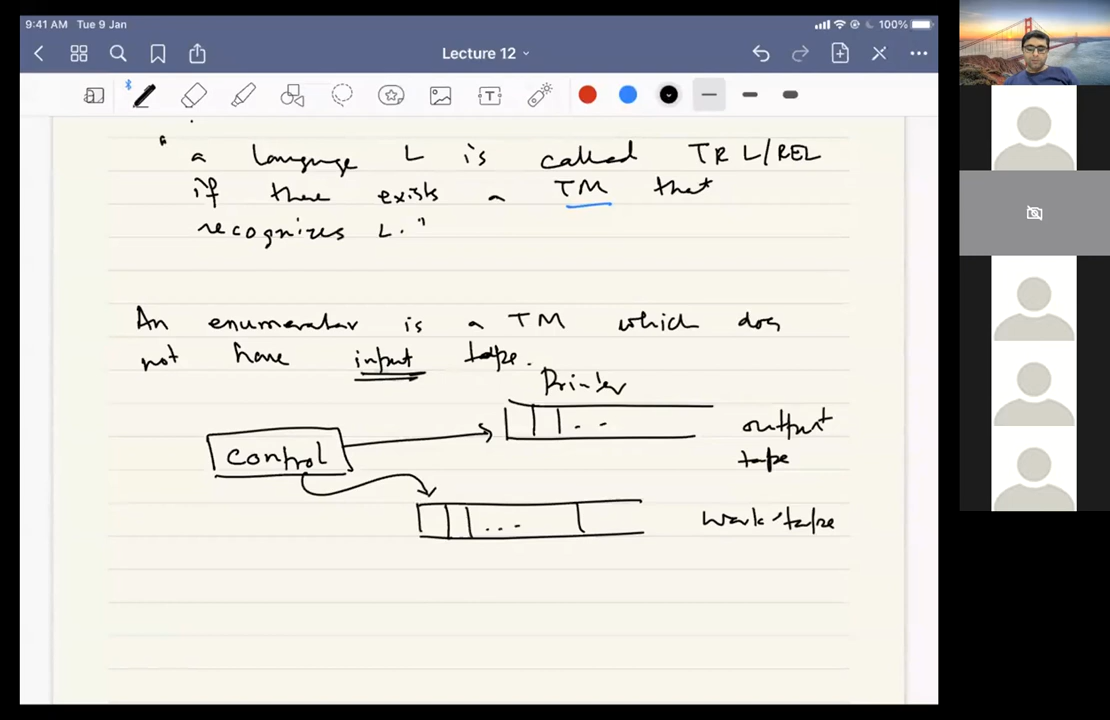 9:41 AM Tue 9 Jan
100%
Lecture 12
T
" a language L is called TRL/REL
if there exists a TM that
recognizes L."
An enumerator is a TM which does
not have input tape.
Printer
control
output
tape
...
work-tape
...